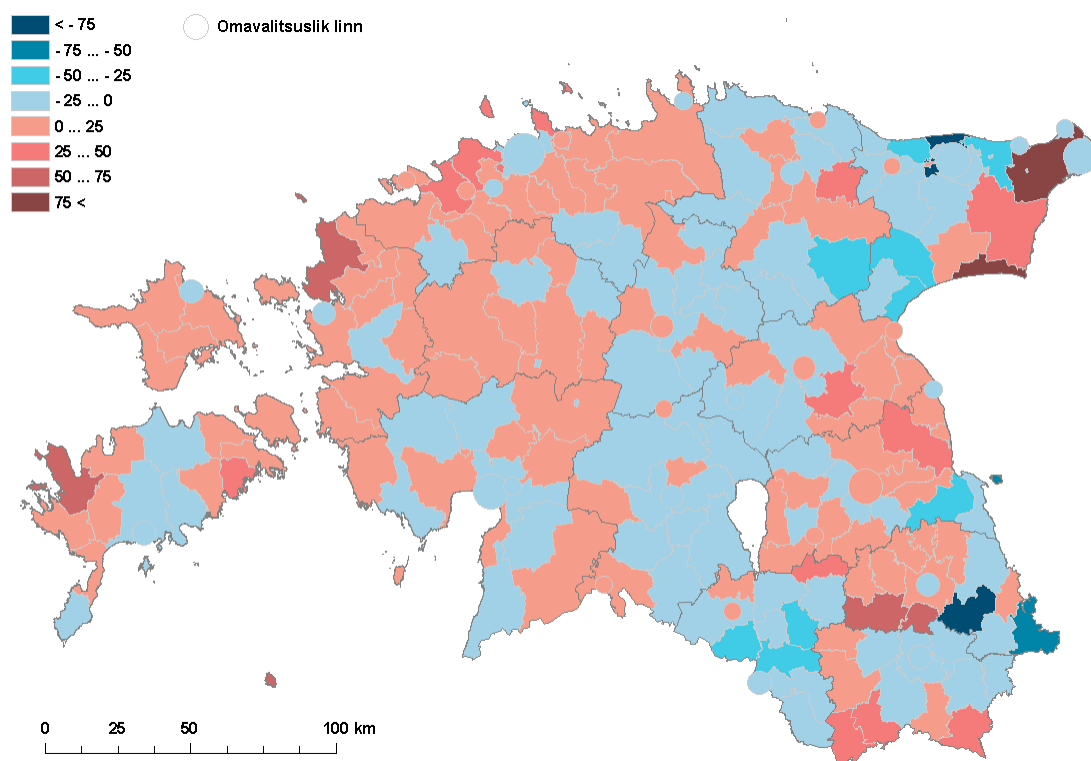 < - 75
- 75 ... - 50
- 50 ... - 25
- 25 ... 0
0 ... 25
25 ... 50
50 ... 75
75 <
Omavalitsuslik linn
0 25 50 100 km